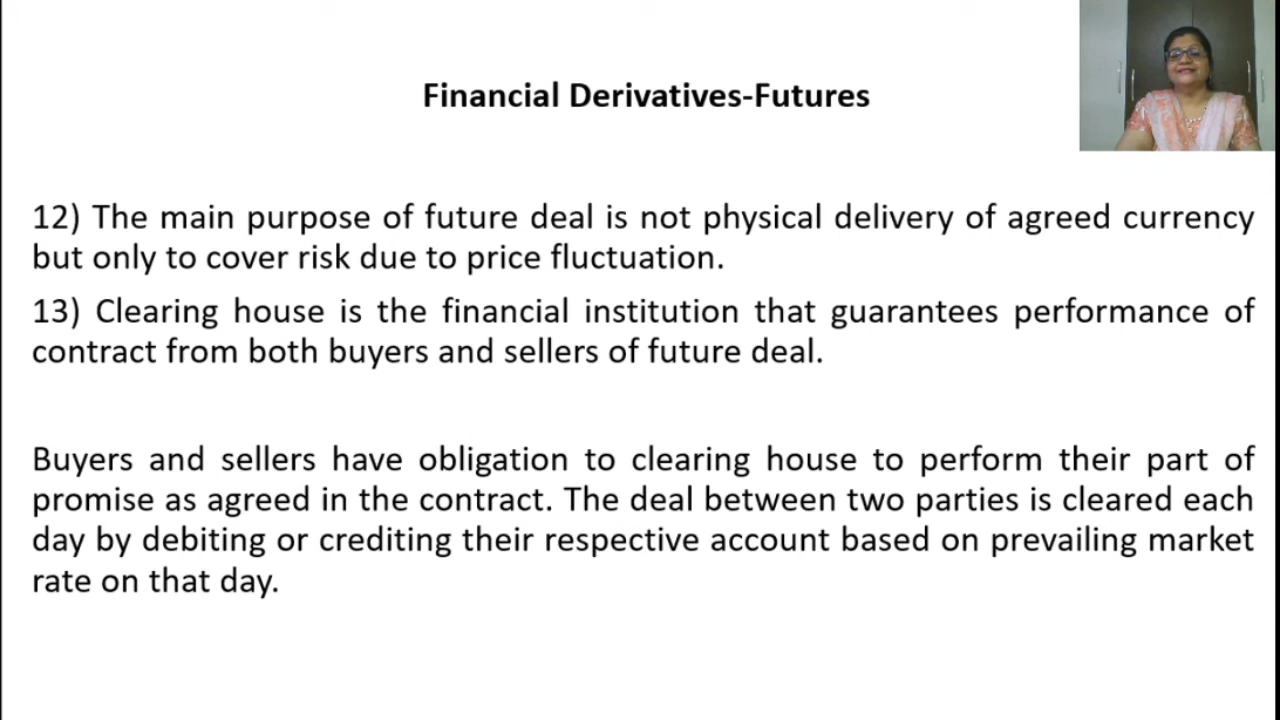 Financial Derivatives-Futures
12) The main purpose of future deal is not physical delivery of agreed currency
but only to cover risk due to price fluctuation.
13) Clearing house is the financial institution that guarantees performance of
contract from both buyers and sellers of future deal.
Buyers and sellers have obligation to clearing house to perform their part of
promise as agreed in the contract. The deal between two parties is cleared each
day by debiting or crediting their respective account based on prevailing market
rate on that day.